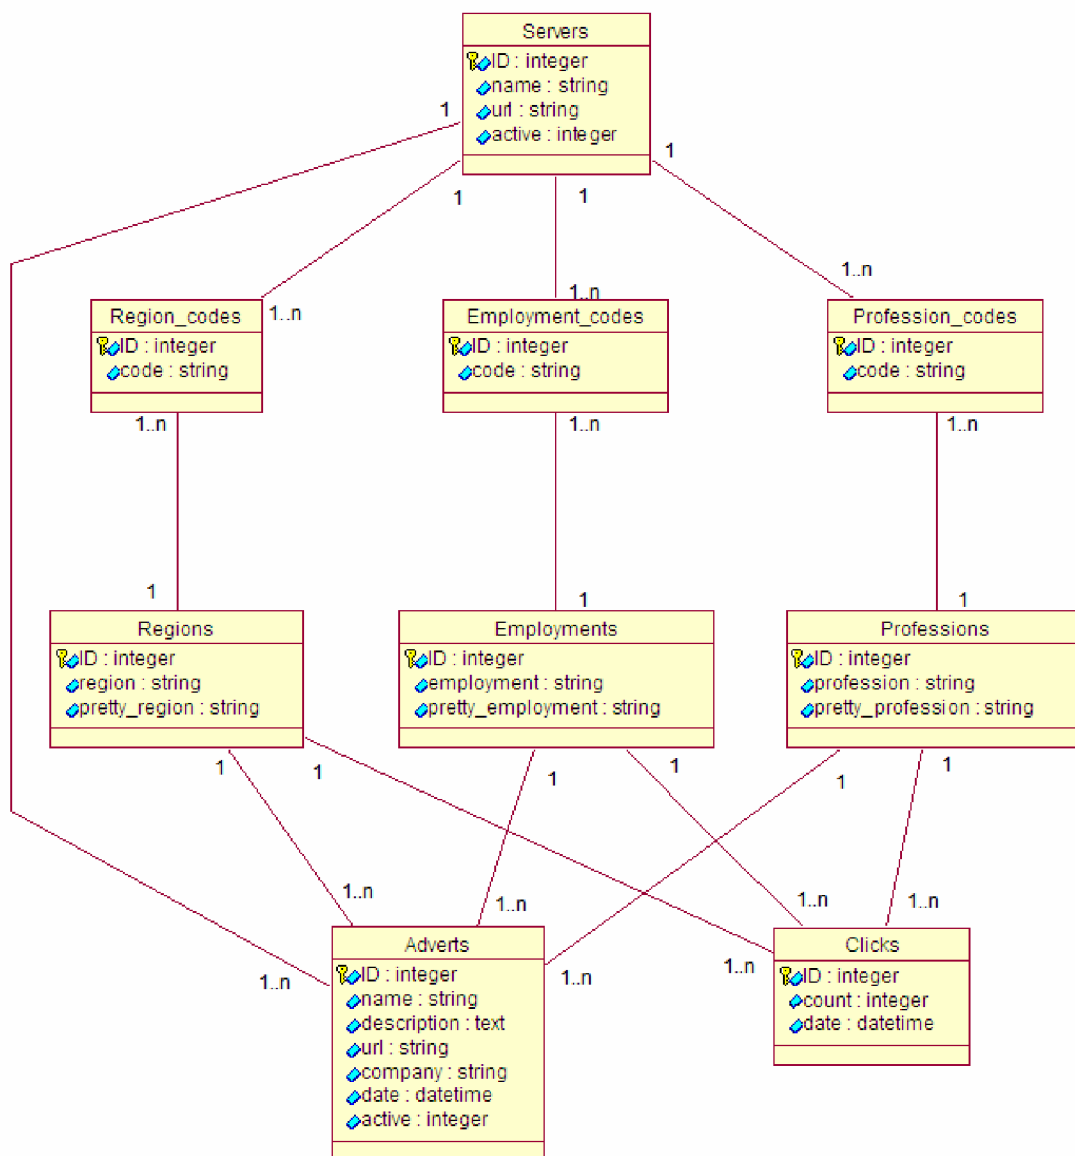 Servers
ID : integer
name : string
url : string
active : integer
1
1
1
1
1..n
1..n
1..n
Region_codes
ID : integer
code : string
Employment_codes
ID : integer
code : string
Profession_codes
ID : integer
code : string
1..n
1..n
1..n
1
1
1
Regions
ID : integer
region : string
pretty_region : string
Employments
ID : integer
employment : string
pretty_employment : string
Professions
ID : integer
profession : string
pretty_profession : string
1
1
1
1
1
1
1..n
1..n
1..n
1..n
1..n
1..n
1..n
Adverts
ID : integer
name : string
description : text
url : string
company : string
date : datetime
active : integer
Clicks
ID : integer
count : integer
date : datetime